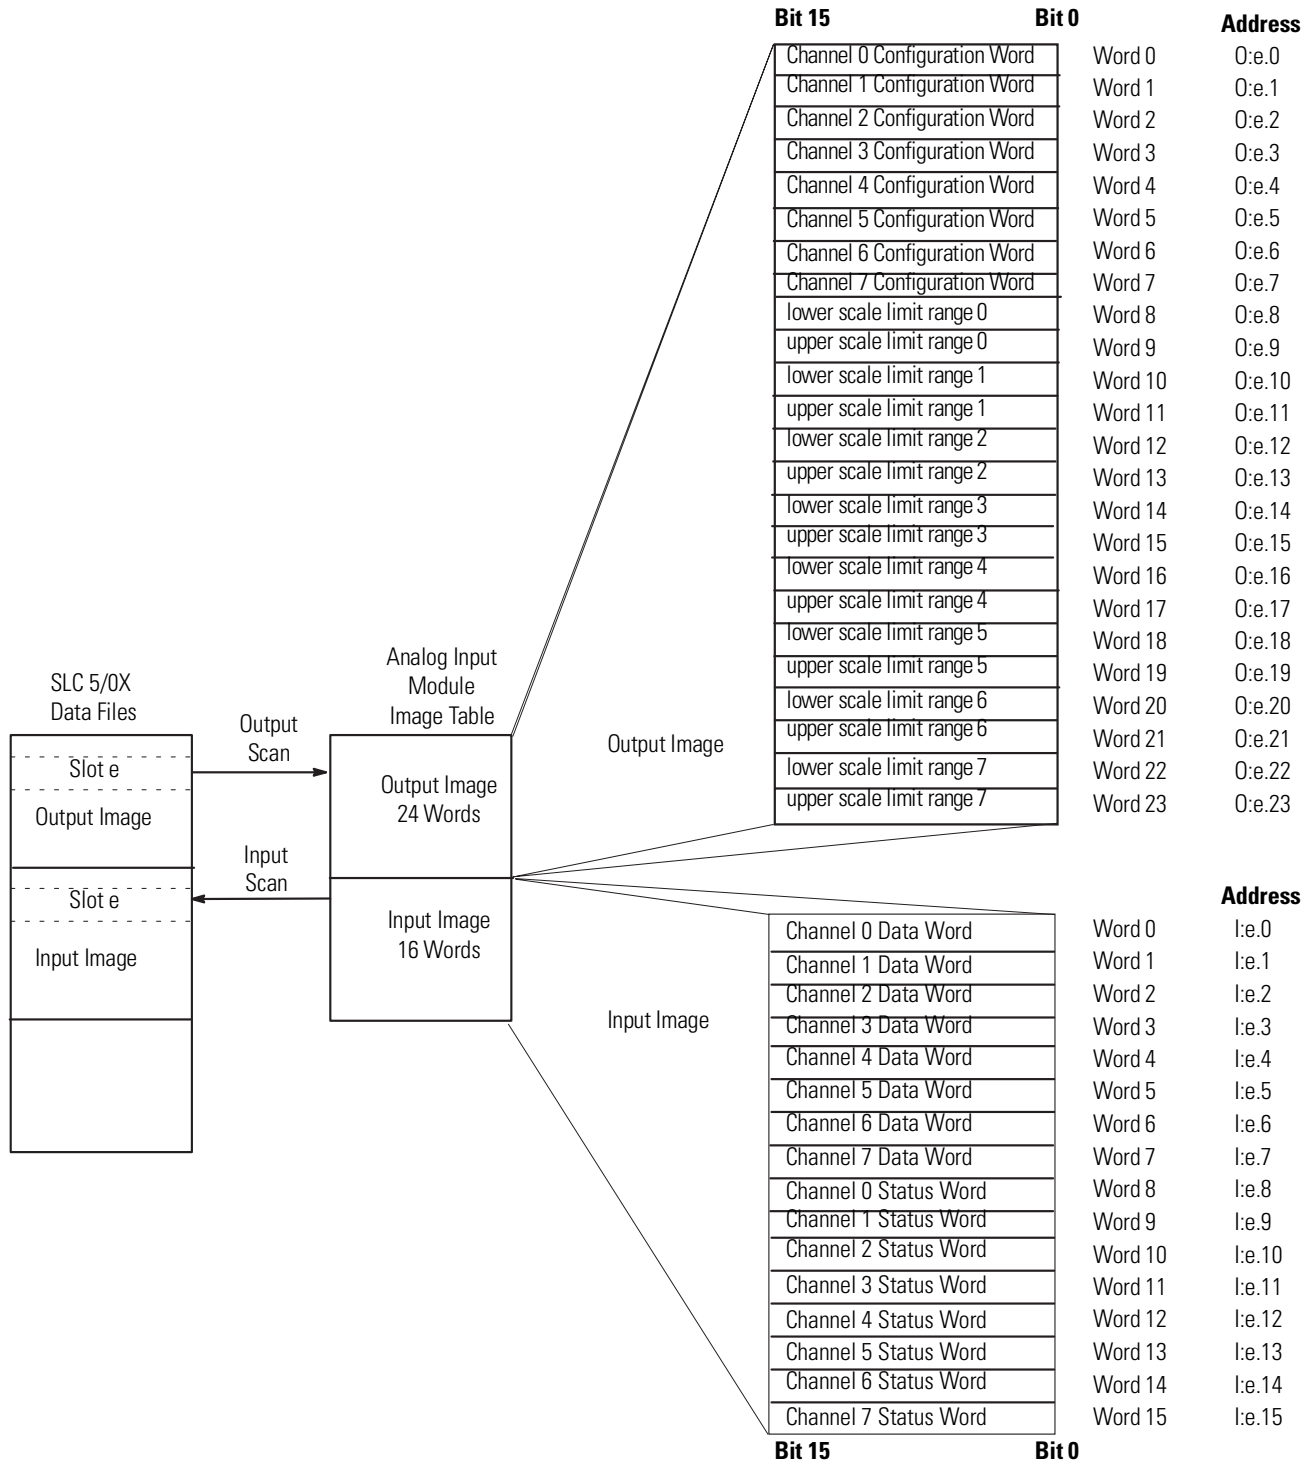 Bit 15 Bit 0 Address
Channel 0 Configuration Word Word 0 O:e.0
Channel 1 Configuration Word Word 1 O:e.1
Channel 2 Configuration Word Word 2 O:e.2
Channel 3 Configuration Word Word 3 O:e.3
Channel 4 Configuration Word Word 4 O:e.4
Channel 5 Configuration Word Word 5 O:e.5
Channel 6 Configuration Word Word 6 O:e.6
Channel 7 Configuration Word Word 7 O:e.7
lower scale limit range 0 Word 8 O:e.8
upper scale limit range 0 Word 9 O:e.9
lower scale limit range 1 Word 10 O:e.10
upper scale limit range 1 Word 11 O:e.11
lower scale limit range 2 Word 12 O:e.12
upper scale limit range 2 Word 13 O:e.13
lower scale limit range 3 Word 14 O:e.14
upper scale limit range 3 Word 15 O:e.15
lower scale limit range 4 Word 16 O:e.16
upper scale limit range 4 Word 17 O:e.17
lower scale limit range 5 Word 18 O:e.18
upper scale limit range 5 Word 19 O:e.19
lower scale limit range 6 Word 20 O:e.20
upper scale limit range 6 Word 21 O:e.21
lower scale limit range 7 Word 22 O:e.22
upper scale limit range 7 Word 23 O:e.23
SLC 5/0X
Data Files
Slot e
Output Image
Slot e
Input Image
Output
Scan
Input
Scan
Analog Input
Module
Image Table
Output Image
24 Words
Input Image
16 Words
Output Image
Input Image
Address
Channel 0 Data Word Word 0 I:e.0
Channel 1 Data Word Word 1 I:e.1
Channel 2 Data Word Word 2 I:e.2
Channel 3 Data Word Word 3 I:e.3
Channel 4 Data Word Word 4 I:e.4
Channel 5 Data Word Word 5 I:e.5
Channel 6 Data Word Word 6 I:e.6
Channel 7 Data Word Word 7 I:e.7
Channel 0 Status Word Word 8 I:e.8
Channel 1 Status Word Word 9 I:e.9
Channel 2 Status Word Word 10 I:e.10
Channel 3 Status Word Word 11 I:e.11
Channel 4 Status Word Word 12 I:e.12
Channel 5 Status Word Word 13 I:e.13
Channel 6 Status Word Word 14 I:e.14
Channel 7 Status Word Word 15 I:e.15
Bit 15 Bit 0